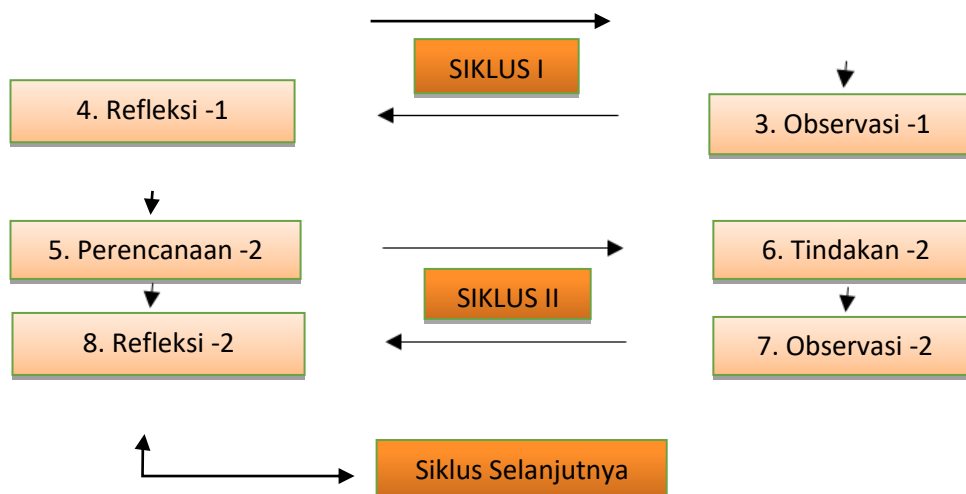 SIKLUS I
4. Refleksi -1
3. Observasi -1
5. Perencanaan -2
6. Tindakan -2
SIKLUS II
8. Refleksi -2
7. Observasi -2
Siklus Selanjutnya